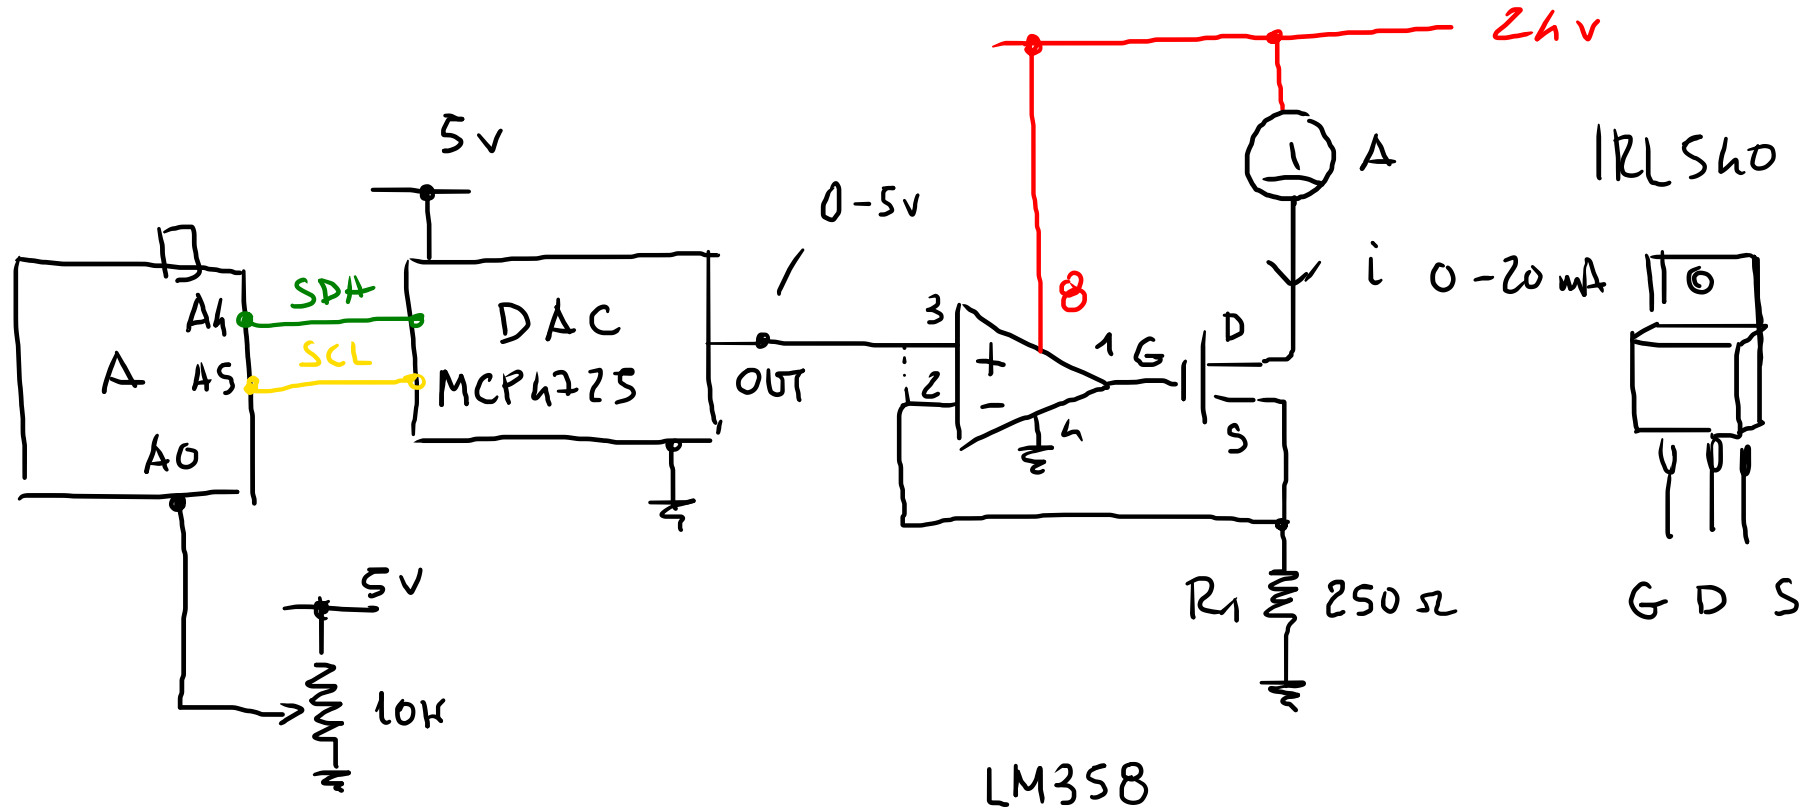 24V
5V
A
IRL540
0-5V
i 0-20mA
SDA
A4
DAC
8
3
D
1
G
SCL
A
A5
MCP4725
+
2
OUT
-
4
S
A0
5V
R1 250Ω
G D S
10K
LM358